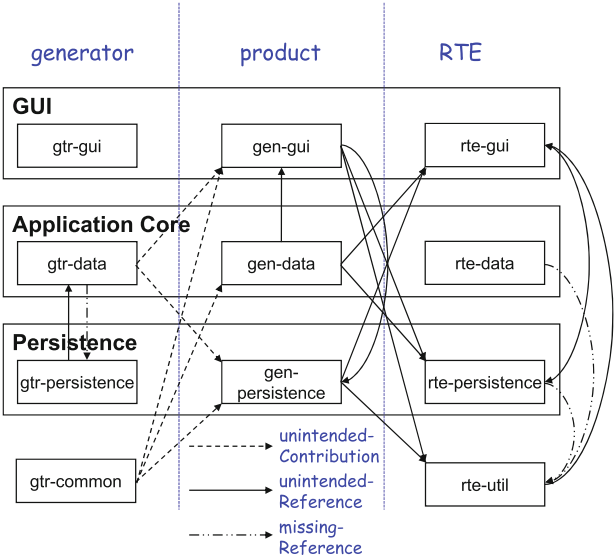 generator product RTE
GUI
gtr-gui gen-gui rte-gui
Application Core
gtr-data gen-data rte-data
Persistence
gtr-persistence gen-
persistence rte-persistence
gtr-common rte-util
unintended-
Contribution
unintended-
Reference
missing-
Reference